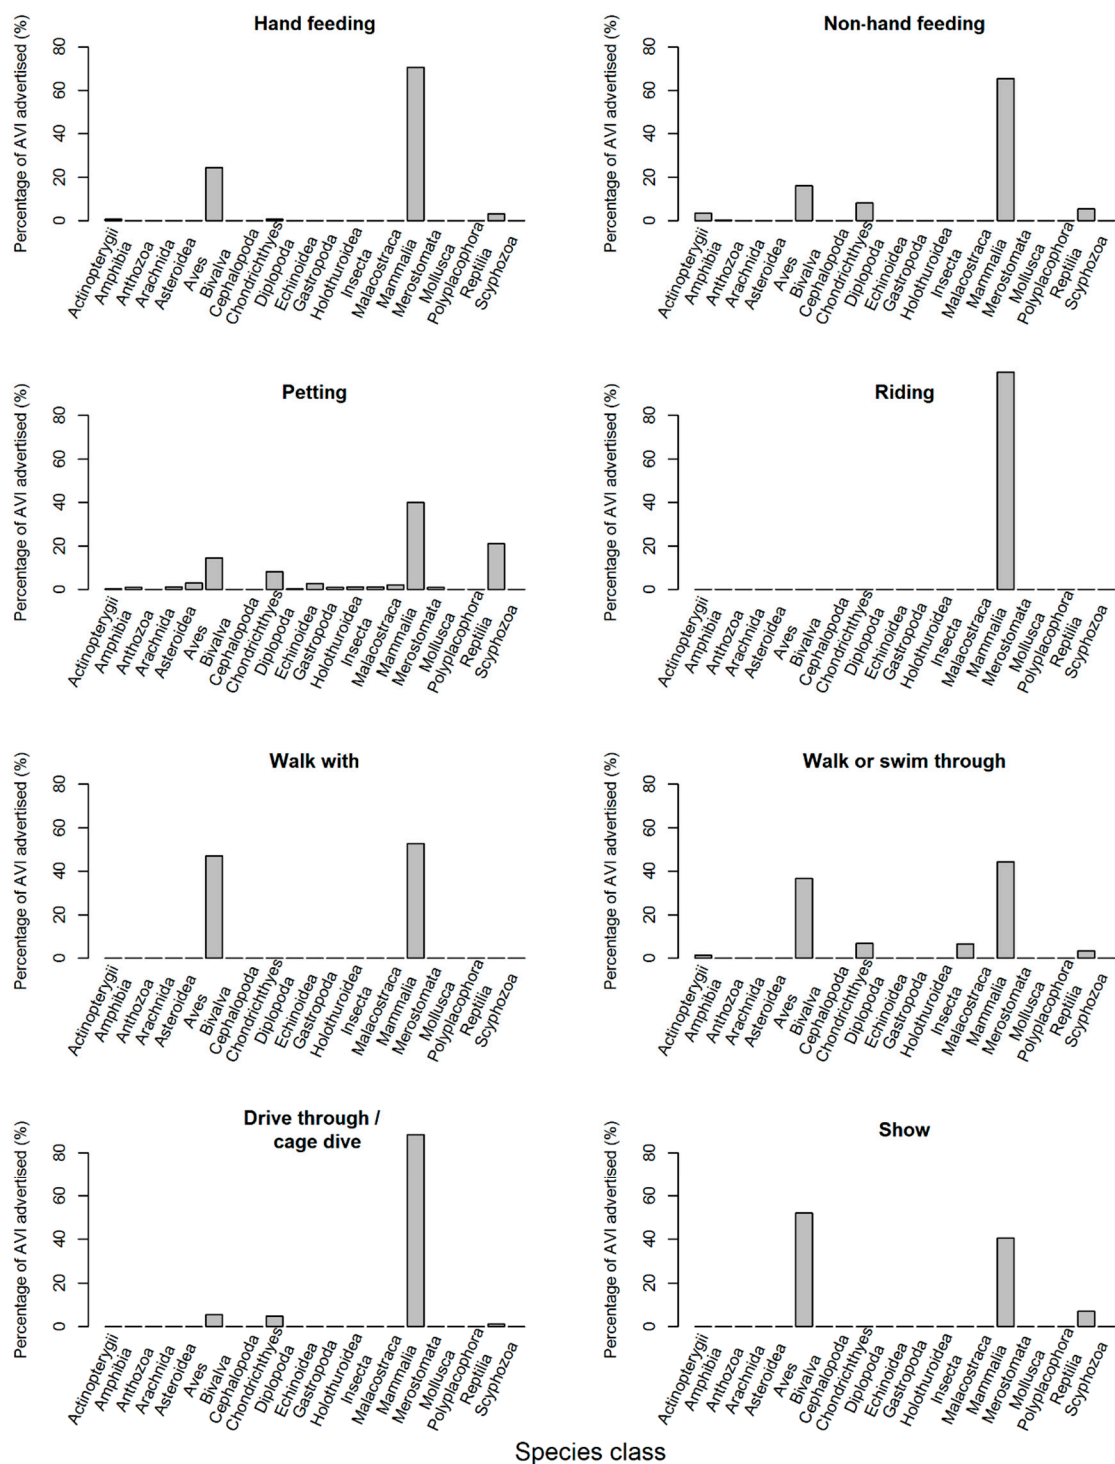 Hand feeding
Percentage of AVI advertised (%)
80
60
40
20
0
Actinopterygii
Amphibia
Anthozoa
Arachnida
Asteroidea
Aves
Bivalva
Cephalopoda
Chondrichthyes
Diplopoda
Echinoidea
Gastropoda
Holothuroidea
Insecta
Malacostraca
Mammalia
Merostomata
Mollusca
Polyplacophora
Reptilia
Scyphozoa
Non-hand feeding
Percentage of AVI advertised (%)
80
60
40
20
0
Actinopterygii
Amphibia
Anthozoa
Arachnida
Asteroidea
Aves
Bivalva
Cephalopoda
Chondrichthyes
Diplopoda
Echinoidea
Gastropoda
Holothuroidea
Insecta
Malacostraca
Mammalia
Merostomata
Mollusca
Polyplacophora
Reptilia
Scyphozoa
Petting
Percentage of AVI advertised (%)
80
60
40
20
0
Actinopterygii
Amphibia
Anthozoa
Arachnida
Asteroidea
Aves
Bivalva
Cephalopoda
Chondrichthyes
Diplopoda
Echinoidea
Gastropoda
Holothuroidea
Insecta
Malacostraca
Mammalia
Merostomata
Mollusca
Polyplacophora
Reptilia
Scyphozoa
Riding
Percentage of AVI advertised (%)
80
60
40
20
0
Actinopterygii
Amphibia
Anthozoa
Arachnida
Asteroidea
Aves
Bivalva
Cephalopoda
Chondrichthyes
Diplopoda
Echinoidea
Gastropoda
Holothuroidea
Insecta
Malacostraca
Mammalia
Merostomata
Mollusca
Polyplacophora
Reptilia
Scyphozoa
Walk with
Percentage of AVI advertised (%)
80
60
40
20
0
Actinopterygii
Amphibia
Anthozoa
Arachnida
Asteroidea
Aves
Bivalva
Cephalopoda
Chondrichthyes
Diplopoda
Echinoidea
Gastropoda
Holothuroidea
Insecta
Malacostraca
Mammalia
Merostomata
Mollusca
Polyplacophora
Reptilia
Scyphozoa
Walk or swim through
Percentage of AVI advertised (%)
80
60
40
20
0
Actinopterygii
Amphibia
Anthozoa
Arachnida
Asteroidea
Aves
Bivalva
Cephalopoda
Chondrichthyes
Diplopoda
Echinoidea
Gastropoda
Holothuroidea
Insecta
Malacostraca
Mammalia
Merostomata
Mollusca
Polyplacophora
Reptilia
Scyphozoa
Drive through /
cage dive
Percentage of AVI advertised (%)
80
60
40
20
0
Actinopterygii
Amphibia
Anthozoa
Arachnida
Asteroidea
Aves
Bivalva
Cephalopoda
Chondrichthyes
Diplopoda
Echinoidea
Gastropoda
Holothuroidea
Insecta
Malacostraca
Mammalia
Merostomata
Mollusca
Polyplacophora
Reptilia
Scyphozoa
Show
Percentage of AVI advertised (%)
80
60
40
20
0
Actinopterygii
Amphibia
Anthozoa
Arachnida
Asteroidea
Aves
Bivalva
Cephalopoda
Chondrichthyes
Diplopoda
Echinoidea
Gastropoda
Holothuroidea
Insecta
Malacostraca
Mammalia
Merostomata
Mollusca
Polyplacophora
Reptilia
Scyphozoa
Species class